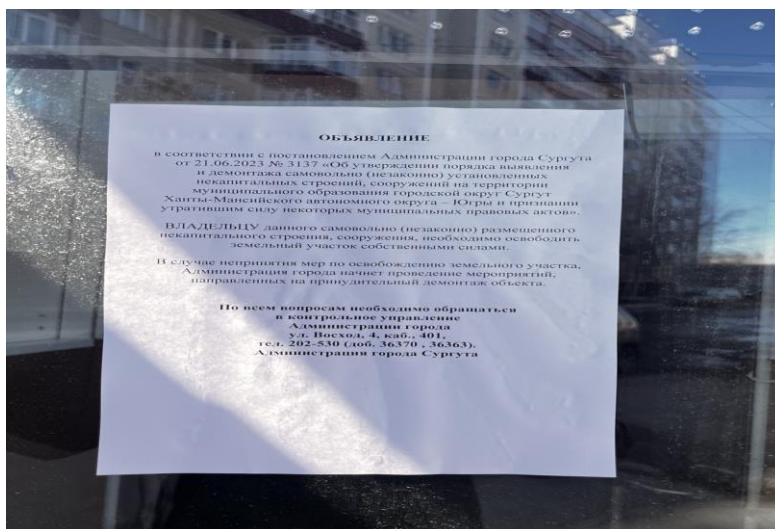 ОБЪЯВЛЕНИЕ
в соответствии с постановлением Администрации города Сургута
от 21.06.2023 № 3137 «Об утверждении порядка выявления
и демонтажа самовольно (незаконно) установленных
некапитальных строений, сооружений на территории
муниципального образования городской округ Сургут
Ханты-Мансийского автономного округа – Югры и признании
утратившим силу некоторых муниципальных правовых актов».
ВЛАДЕЛЬЦУ данного самовольно (незаконно) размещенного
некапитального строения, сооружения, необходимо освободить
земельный участок собственными силами.
В случае непринятия мер по освобождению земельного участка,
Администрация города начнет проведение мероприятий,
направленных на принудительный демонтаж объекта.
По всем вопросам необходимо обращаться
в контрольное управление
Администрации города
ул. Восход, 4, каб., 401,
тел. 202-530 (доб. 36370 , 36363).
Администрация города Сургута